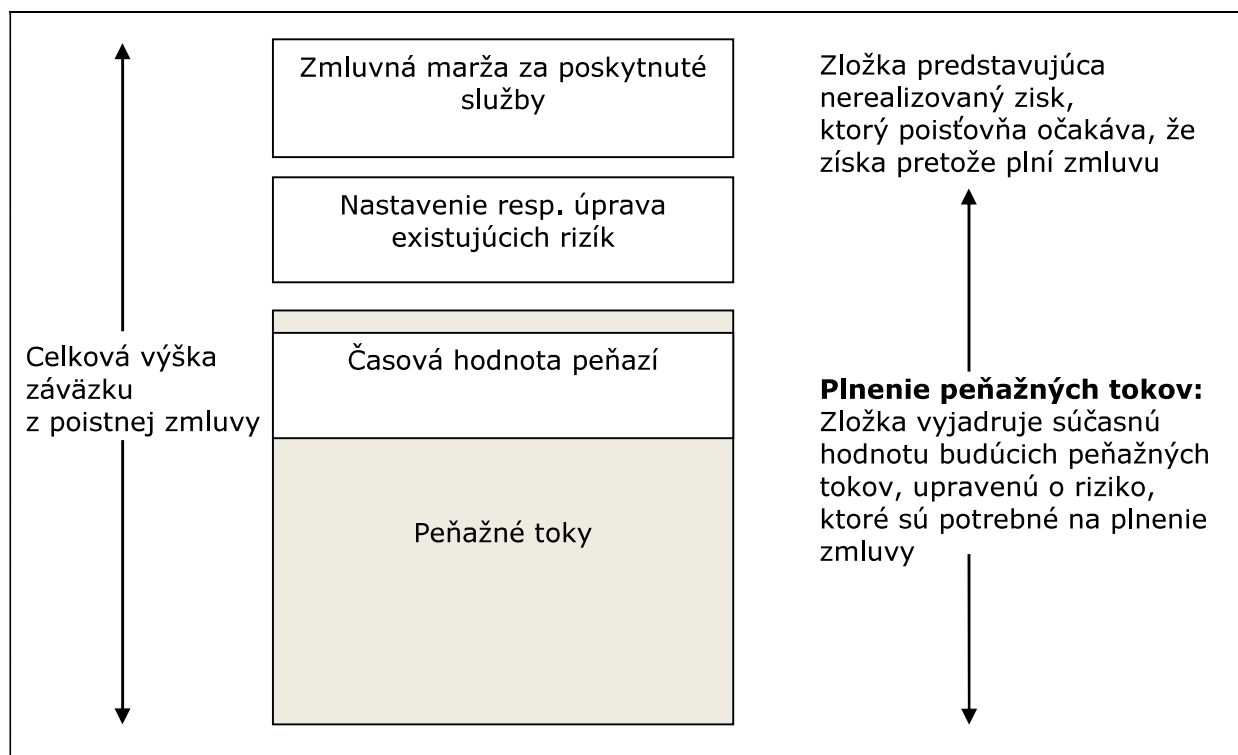 Zmluvná marža za poskytnuté
služby
Zložka predstavujúca
nerealizovaný zisk,
ktorý poisťovňa očakáva, že
získa pretože plní zmluvu
Nastavenie resp. úprava
existujúcich rizík
Celková výška
záväzku
z poistnej zmluvy
Časová hodnota peňazí
Peňažné toky
Plnenie peňažných tokov:
Zložka vyjadruje súčasnú
hodnotu budúcich peňažných
tokov, upravenú o riziko,
ktoré sú potrebné na plnenie
zmluvy